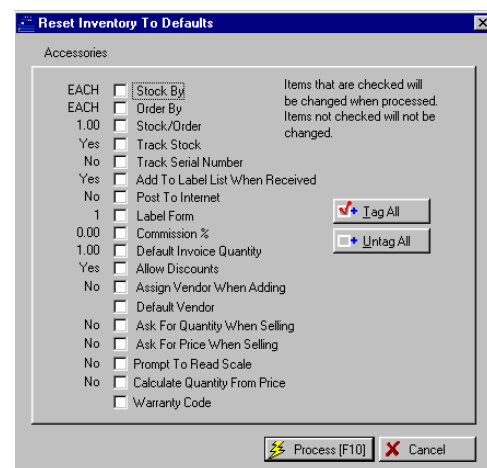 Reset Inventory To Defaults
Accessories
EACH Stock By
EACH Order By
1.00 Stock/Order
Yes Track Stock
No Track Serial Number
Yes Add To Label List When Received
No Post To Internet
1 Label Form
0.00 Commission %
1.00 Default Invoice Quantity
Yes Allow Discounts
No Assign Vendor When Adding
Default Vendor
No Ask For Quantity When Selling
No Ask For Price When Selling
No Prompt To Read Scale
No Calculate Quantity From Price
Warranty Code
Items that are checked will
be changed when processed.
Items not checked will not be
changed.
Tag All
Untag All
Process [F10]
Cancel